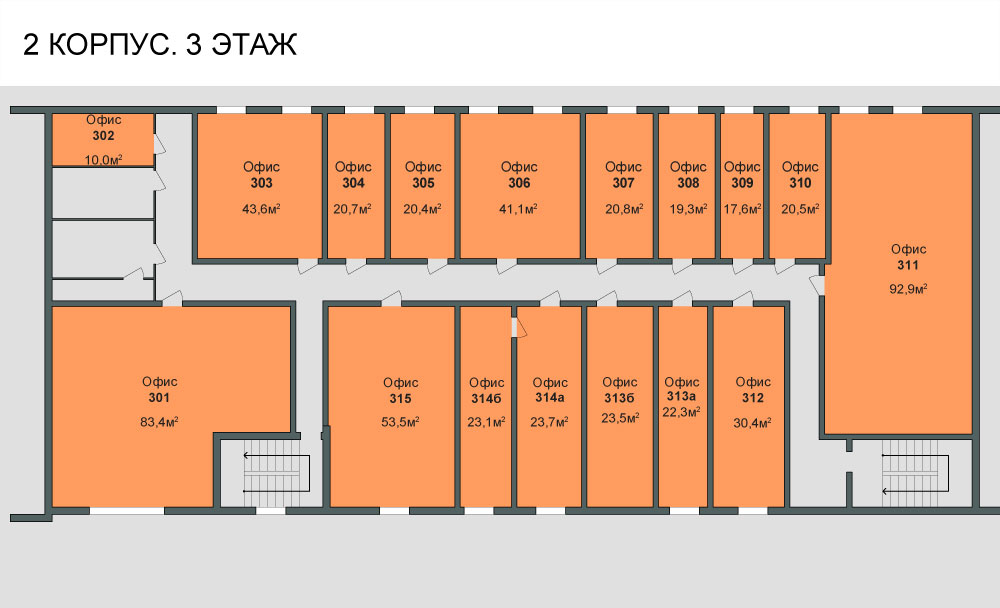 2 КОРПУС. 3 ЭТАЖ
Офис
302
10,0м²
Офис
303
43,6м²
Офис
304
20,7м²
Офис
305
20,4м²
Офис
306
41,1м²
Офис
307
20,8м²
Офис
308
19,3м²
Офис
309
17,6м²
Офис
310
20,5м²
Офис
311
92,9м²
Офис
301
83,4м²
Офис
315
53,5м²
Офис
314б
23,1м²
Офис
314а
23,7м²
Офис
313б
23,5м²
Офис
313а
22,3м²
Офис
312
30,4м²